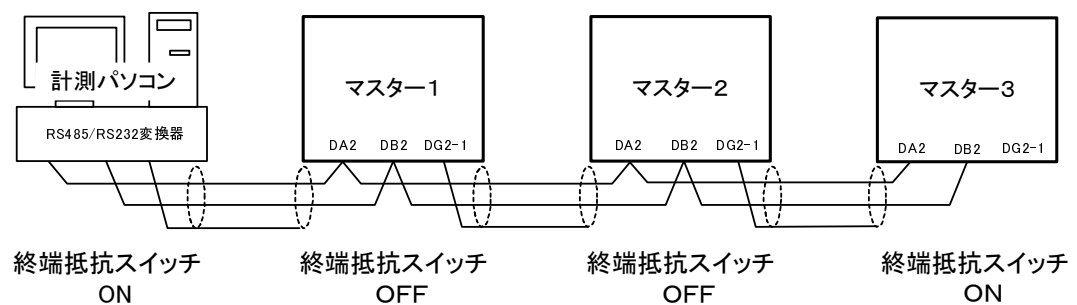 計測パソコン
RS485/RS232変換器
マスター1
DA2 DB2 DG2-1
マスター2
DA2 DB2 DG2-1
マスター3
DA2 DB2 DG2-1
終端抵抗スイッチ
ON
終端抵抗スイッチ
OFF
終端抵抗スイッチ
OFF
終端抵抗スイッチ
ON